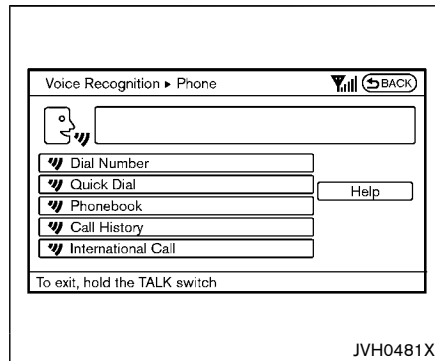 Voice Recognition ▸ Phone
BACK
Dial Number
Quick Dial
Help
Phonebook
Call History
International Call
To exit, hold the TALK switch
JVH0481X